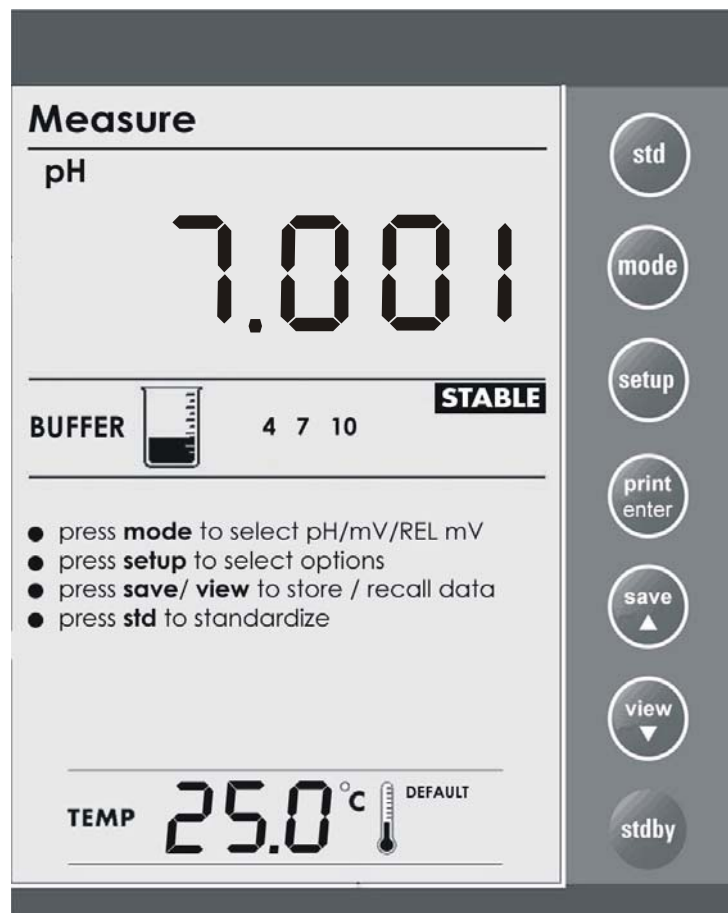 Measure
pH
7.001
STABLE
BUFFER 4 7 10
● press mode to select pH/mV/REL mV
● press setup to select options
● press save/ view to store / recall data
● press std to standardize
TEMP 25.0 °C DEFAULT
std
mode
setup
print
enter
save
▲
view
▼
stdby